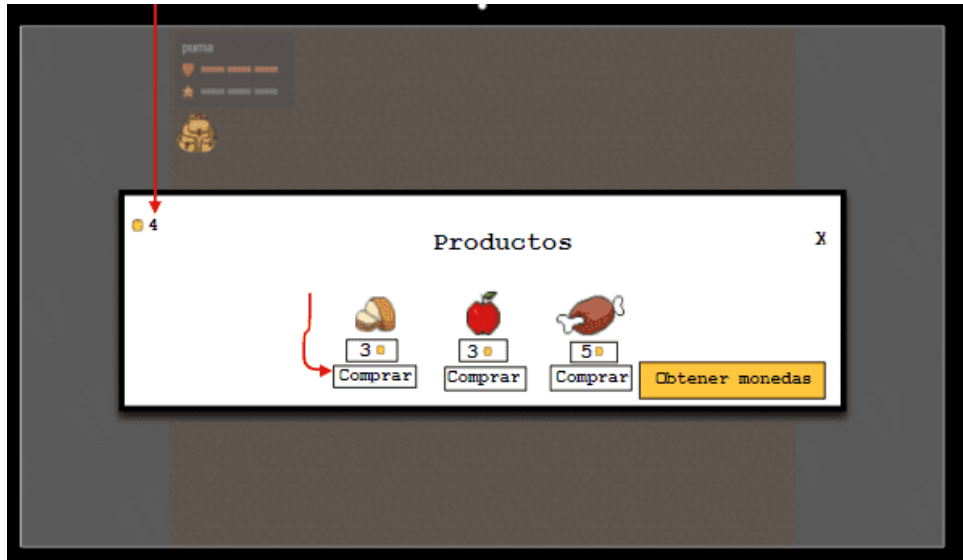 puma
4
Productos
X
3
3
5
Comprar
Comprar
Comprar
Obtener monedas